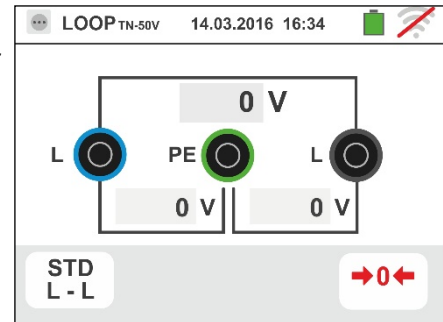 LOOP TN-50V 14.03.2016 16:34
0 V
L PE L
0 V 0 V
STD
L - L
➜0←